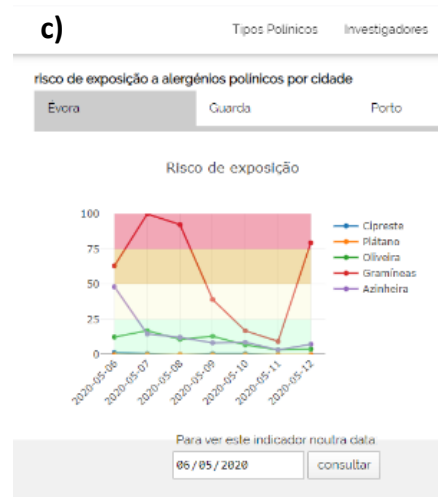 c)
Tipos Polínicos Investigadores
risco de exposição a alergénios polínicos por cidade
Évora Guarda Porto
Risco de exposição
100
75
50
25
0
2020-05-06
2020-05-07
2020-05-08
2020-05-09
2020-05-10
2020-05-11
2020-05-12
Cipreste
Plátano
Oliveira
Gramíneas
Azinheira
Para ver este indicador noutra data
06/05/2020 consultar